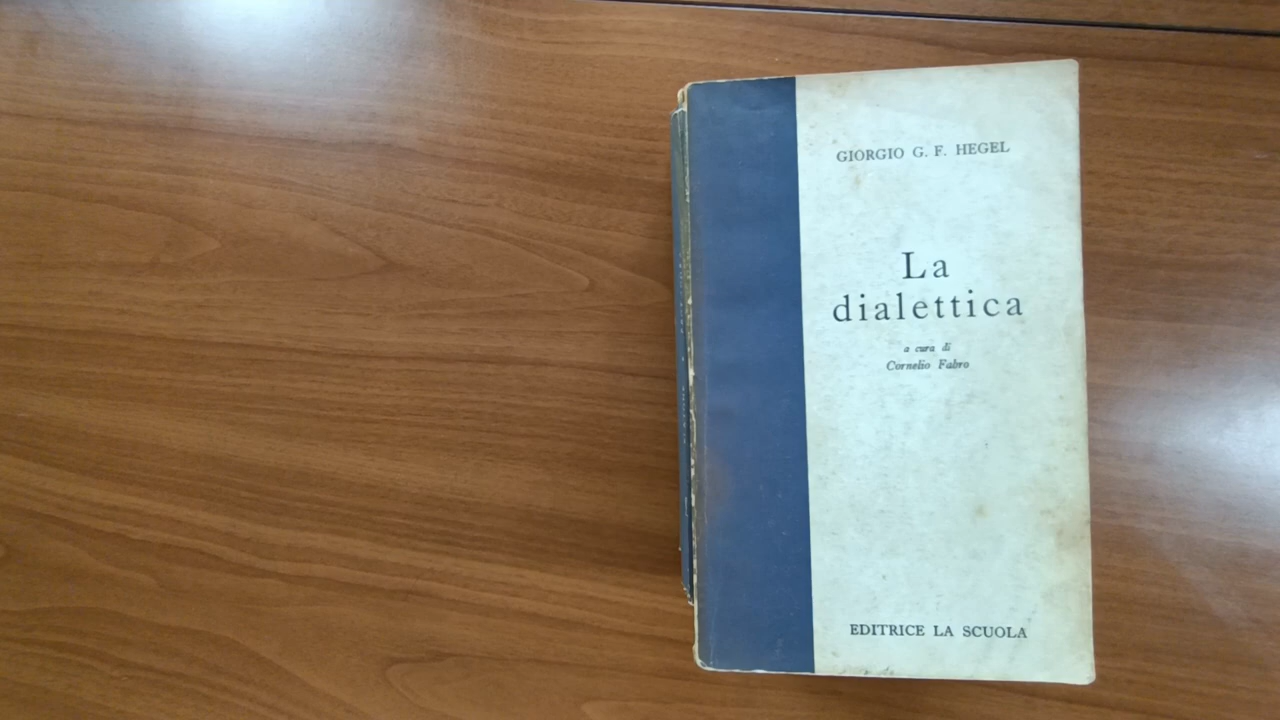 GIORGIO G. F. HEGEL
La
dialettica
a cura di
Cornelio Fabro
EDITRICE LA SCUOLA